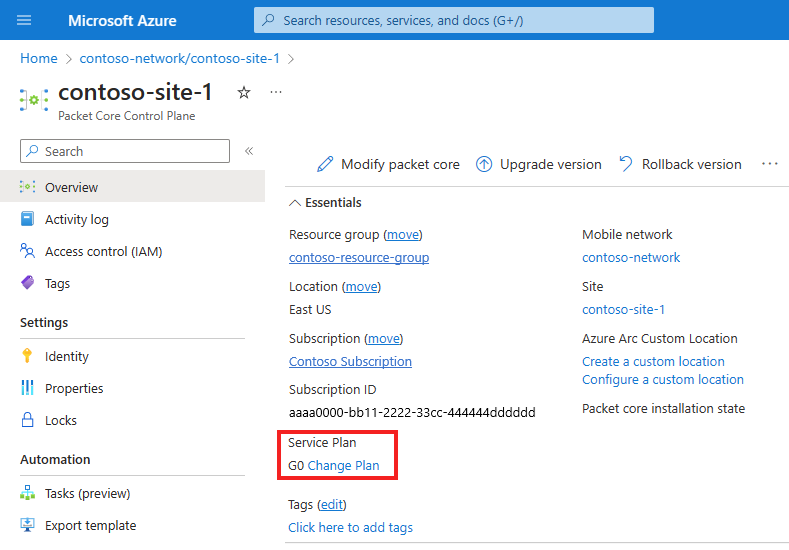 Microsoft Azure
Search resources, services, and docs (G+/)
Home > contoso-network/contoso-site-1 >
contoso-site-1
Packet Core Control Plane
Search
Overview
Activity log
Access control (IAM)
Tags
Settings
Identity
Properties
Locks
Automation
Tasks (preview)
Export template
Modify packet core
Upgrade version
Rollback version
Essentials
Resource group (move)
contoso-resource-group
Location (move)
East US
Subscription (move)
Contoso Subscription
Subscription ID
aaaa0000-bb11-2222-33cc-444444dddddd
Service Plan
G0 Change Plan
Tags (edit)
Click here to add tags
Mobile network
contoso-network
Site
contoso-site-1
Azure Arc Custom Location
Create a custom location
Configure a custom location
Packet core installation state